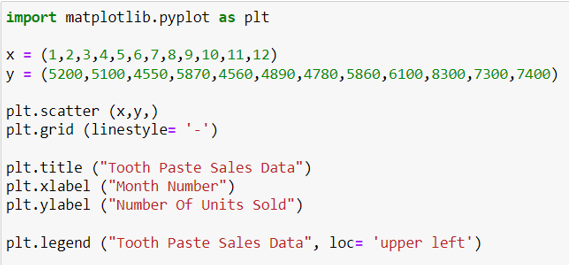 import matplotlib.pyplot as plt
x = (1,2,3,4,5,6,7,8,9,10,11,12)
y = (5200,5100,4550,5870,4560,4890,4780,5860,6100,8300,7300,7400)
plt.scatter (x,y,)
plt.grid (linestyle= '-')
plt.title ("Tooth Paste Sales Data")
plt.xlabel ("Month Number")
plt.ylabel ("Number Of Units Sold")
plt.legend ("Tooth Paste Sales Data", loc= 'upper left')